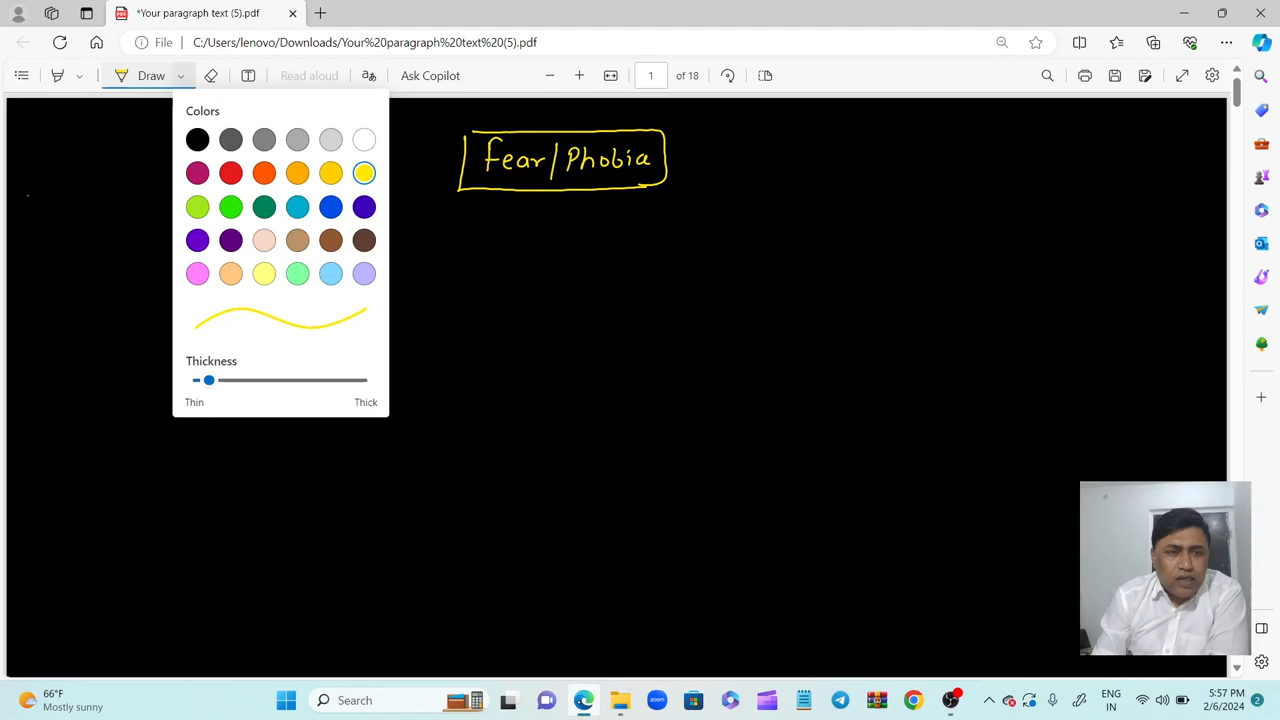 *Your paragraph text (5).pdf
File
C:/Users/lenovo/Downloads/Your%20paragraph%20text%20(5).pdf
Draw
Read aloud
Ask Copilot
1
of 18
Colors
Thickness
Thin
Thick
Fear/Phobia
66°F
Mostly sunny
Search
zoom
ENG
IN
5:57 PM
2/6/2024
2